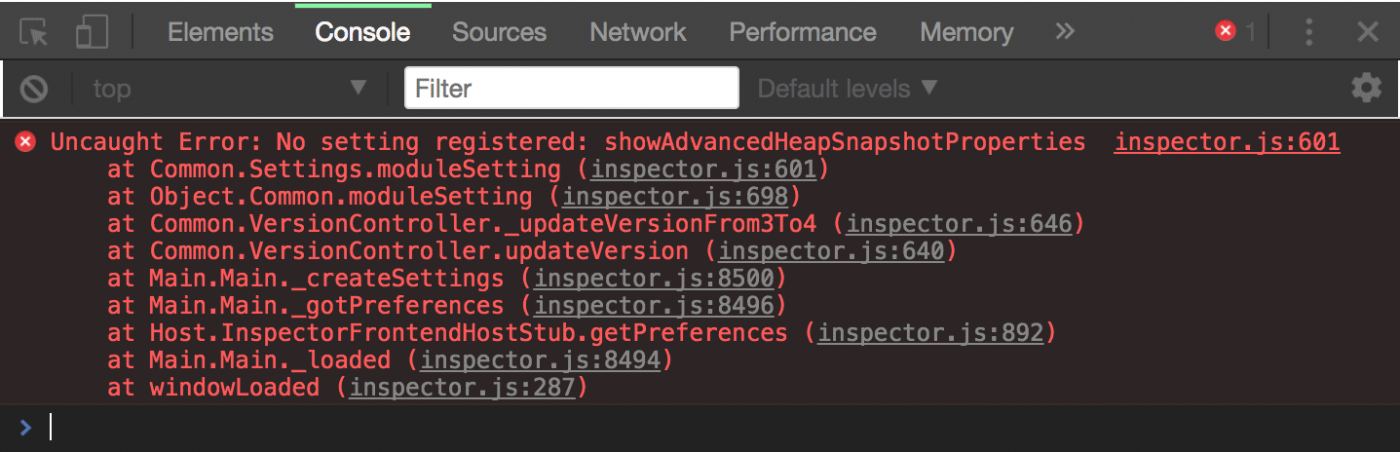 Elements Console Sources Network Performance Memory » 1
top Filter Default levels
Uncaught Error: No setting registered: showAdvancedHeapSnapshotProperties inspector.js:601
at Common.Settings.moduleSetting (inspector.js:601)
at Object.Common.moduleSetting (inspector.js:698)
at Common.VersionController._updateVersionFrom3To4 (inspector.js:646)
at Common.VersionController.updateVersion (inspector.js:640)
at Main.Main._createSettings (inspector.js:8500)
at Main.Main._gotPreferences (inspector.js:8496)
at Host.InspectorFrontendHostStub.getPreferences (inspector.js:892)
at Main.Main._loaded (inspector.js:8494)
at windowLoaded (inspector.js:287)